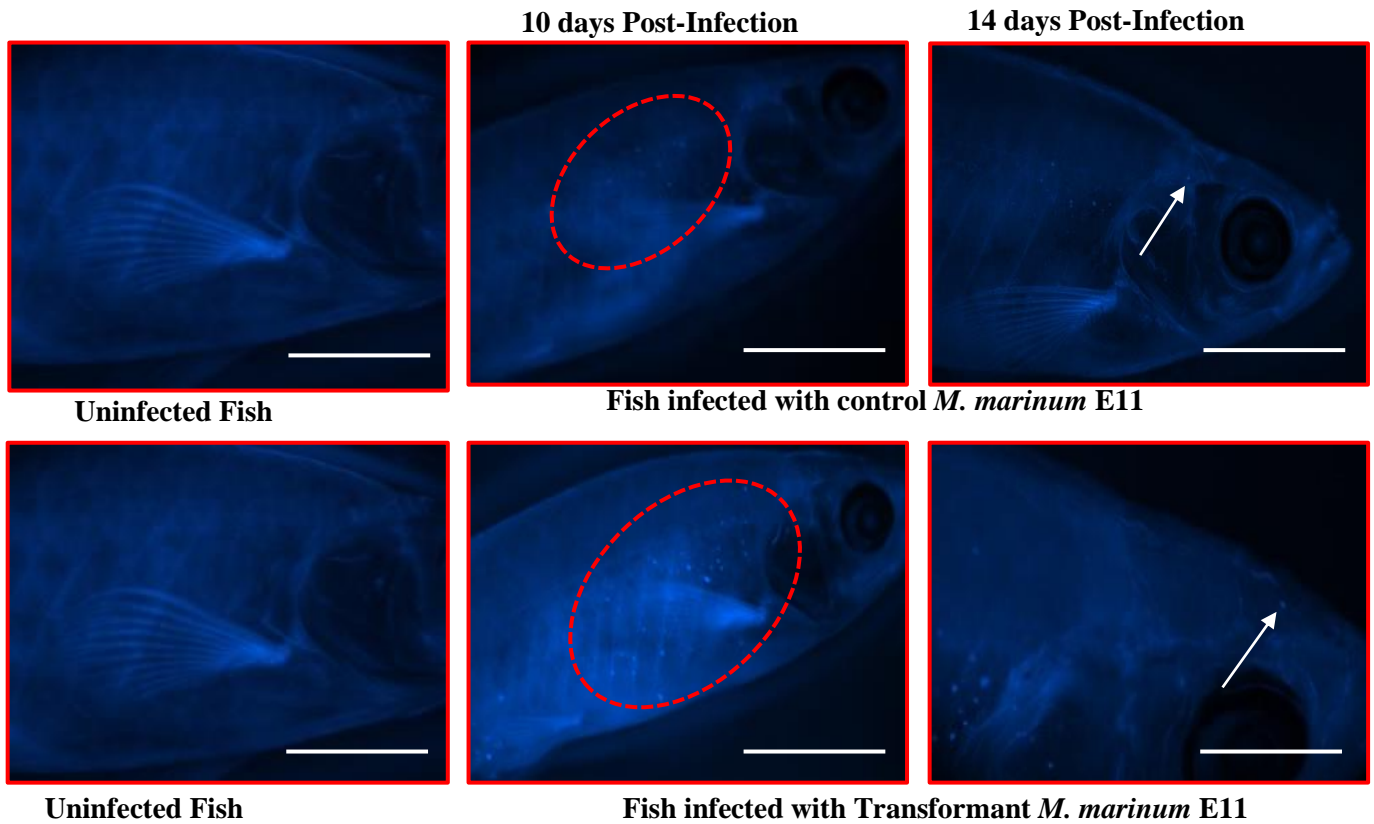 10 days Post-Infection
14 days Post-Infection
Uninfected Fish
Fish infected with control M. marinum E11
Uninfected Fish
Fish infected with Transformant M. marinum E11